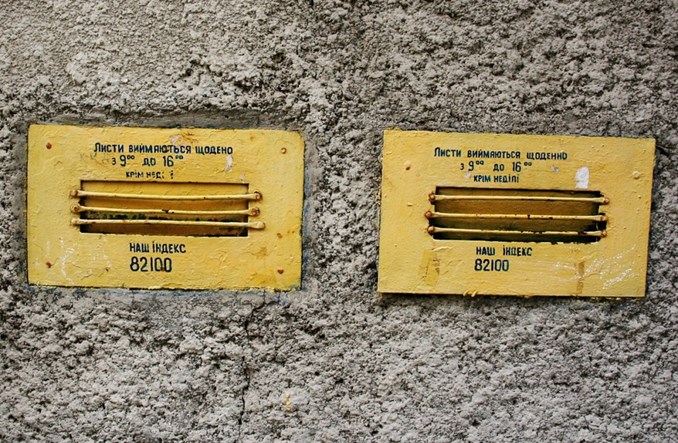 Листи виймаються щоденно
з 9⁰⁰ до 16⁰⁰
крім неділі
наш індекс
82100
Листи виймаються щоденно
з 9⁰⁰ до 16⁰⁰
крім неділі
наш індекс
82100